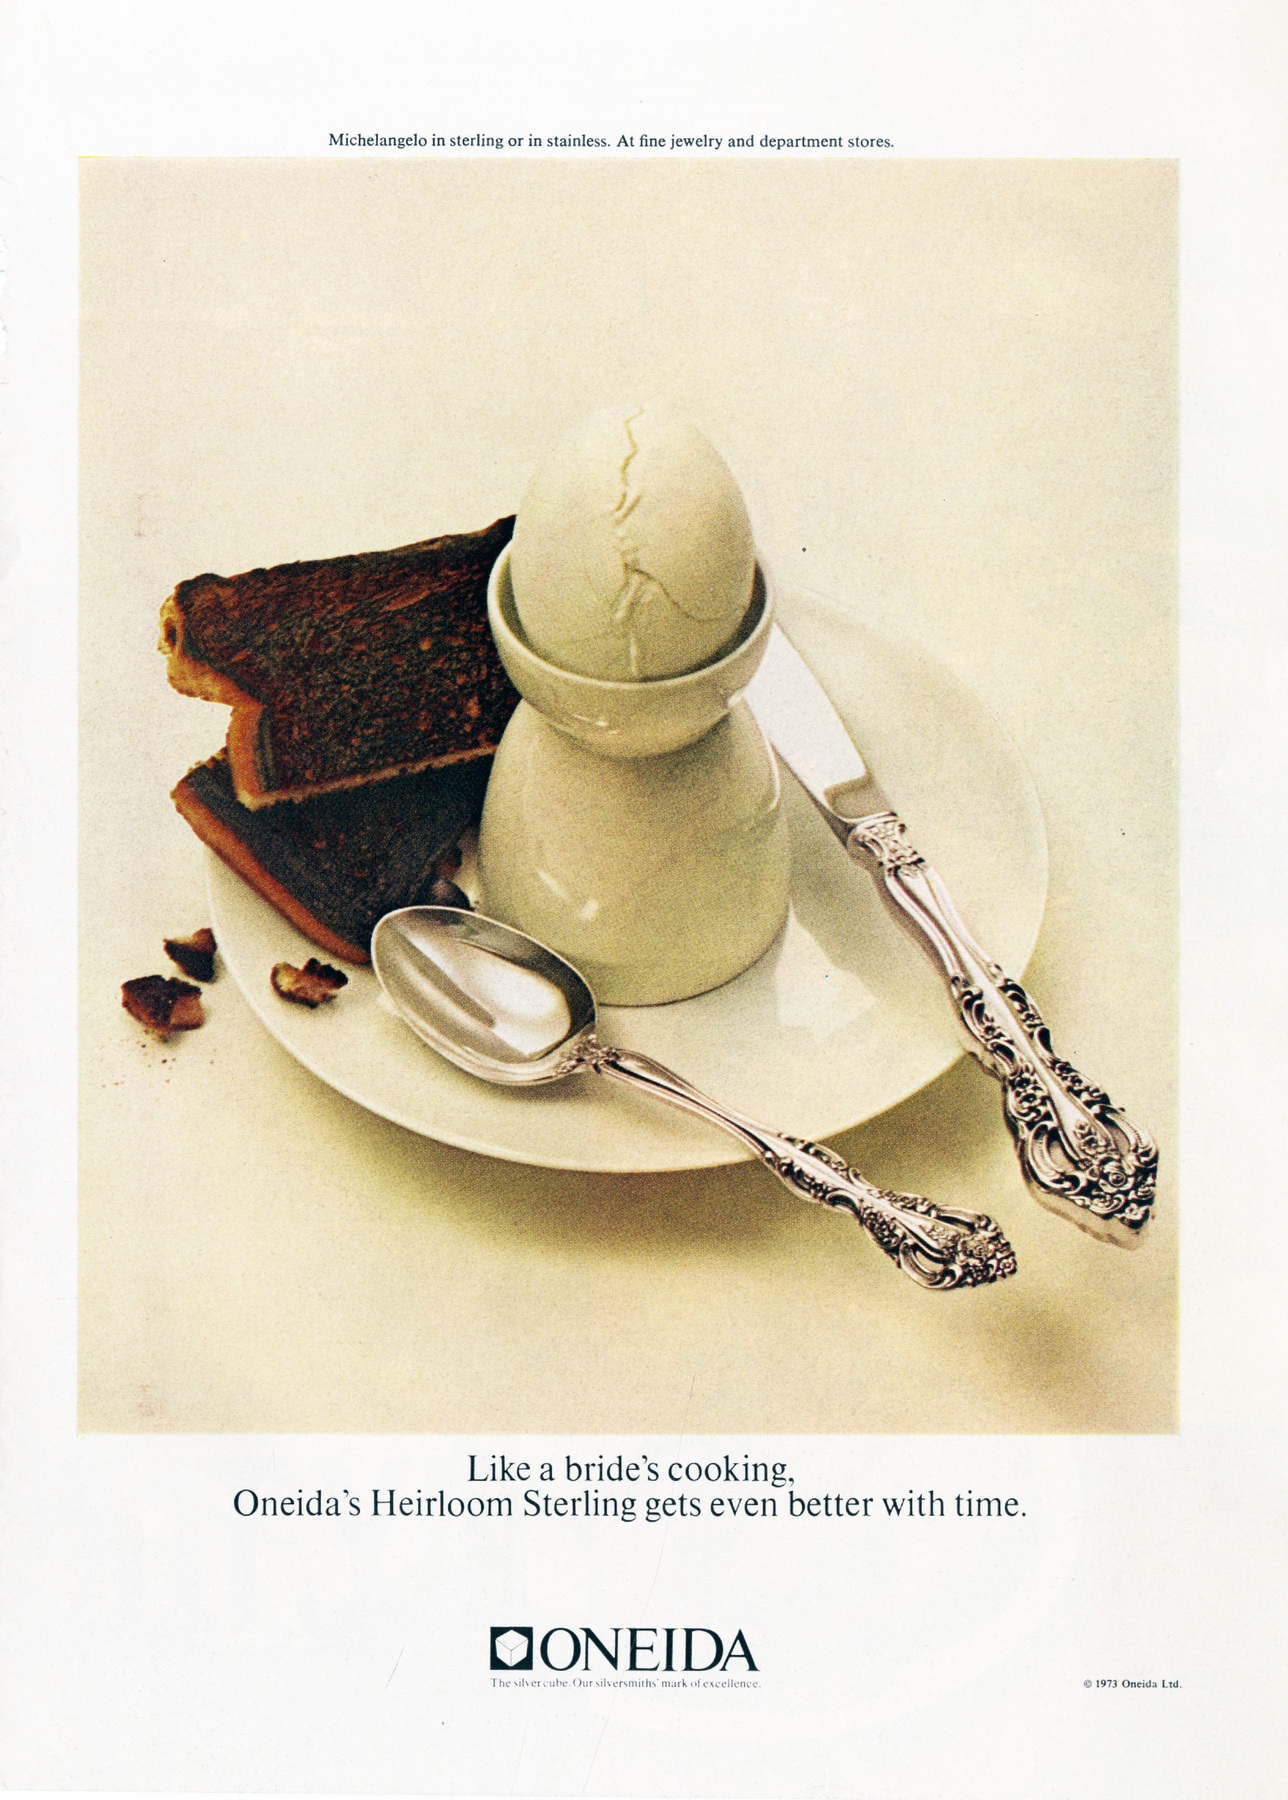 Michelangelo in sterling or in stainless. At fine jewelry and department stores.
Like a bride's cooking,
Oneida's Heirloom Sterling gets even better with time.
ONEIDA
The silver cube. Our silversmiths' mark of excellence.
© 1973 Oneida Ltd.